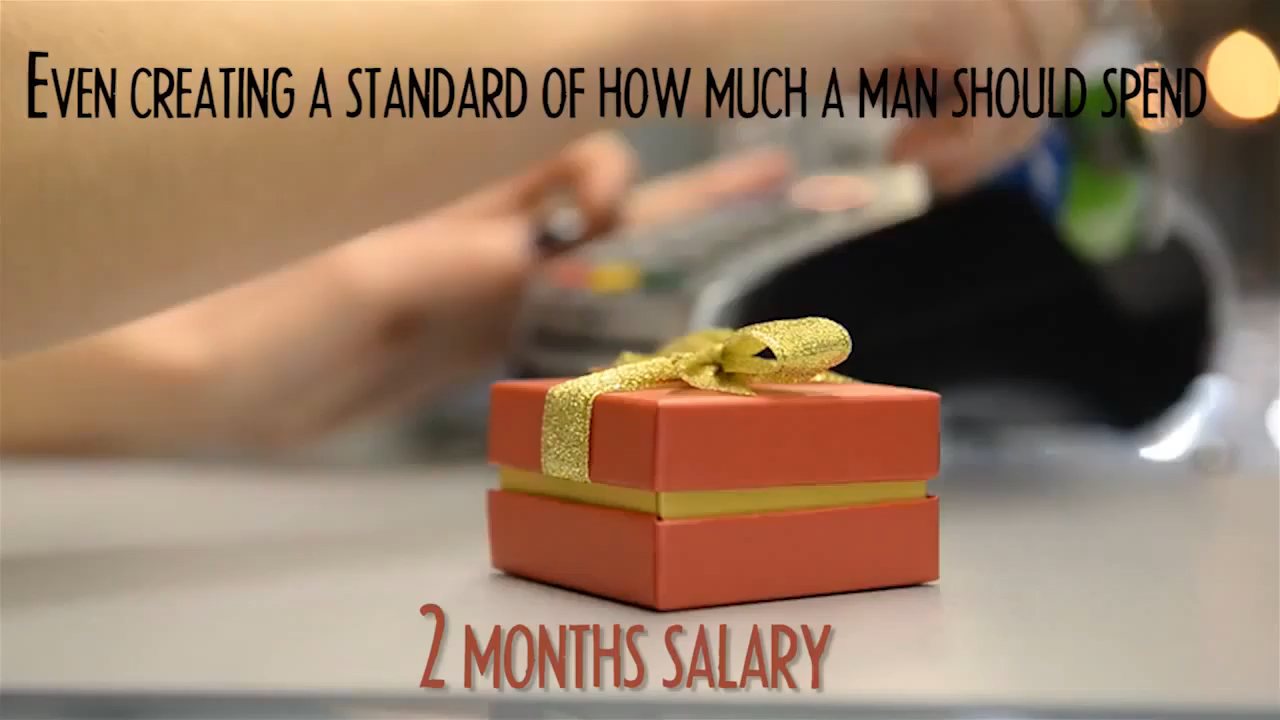 Even creating a standard of how much a man should spend
2 months salary